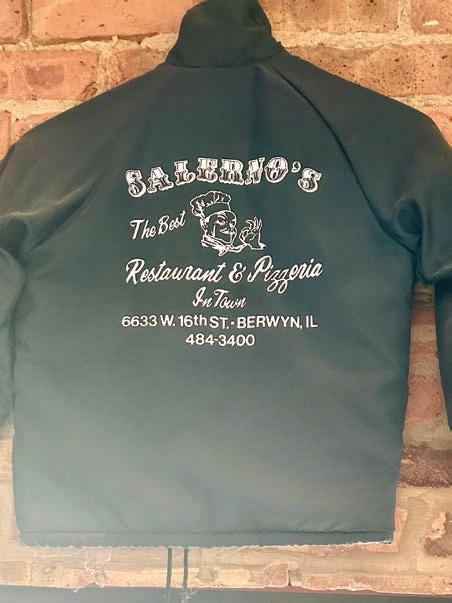 SALERNO'S
The Best
Restaurant & Pizzeria
In Town
6633 W. 16th ST. • BERWYN, IL
484-3400